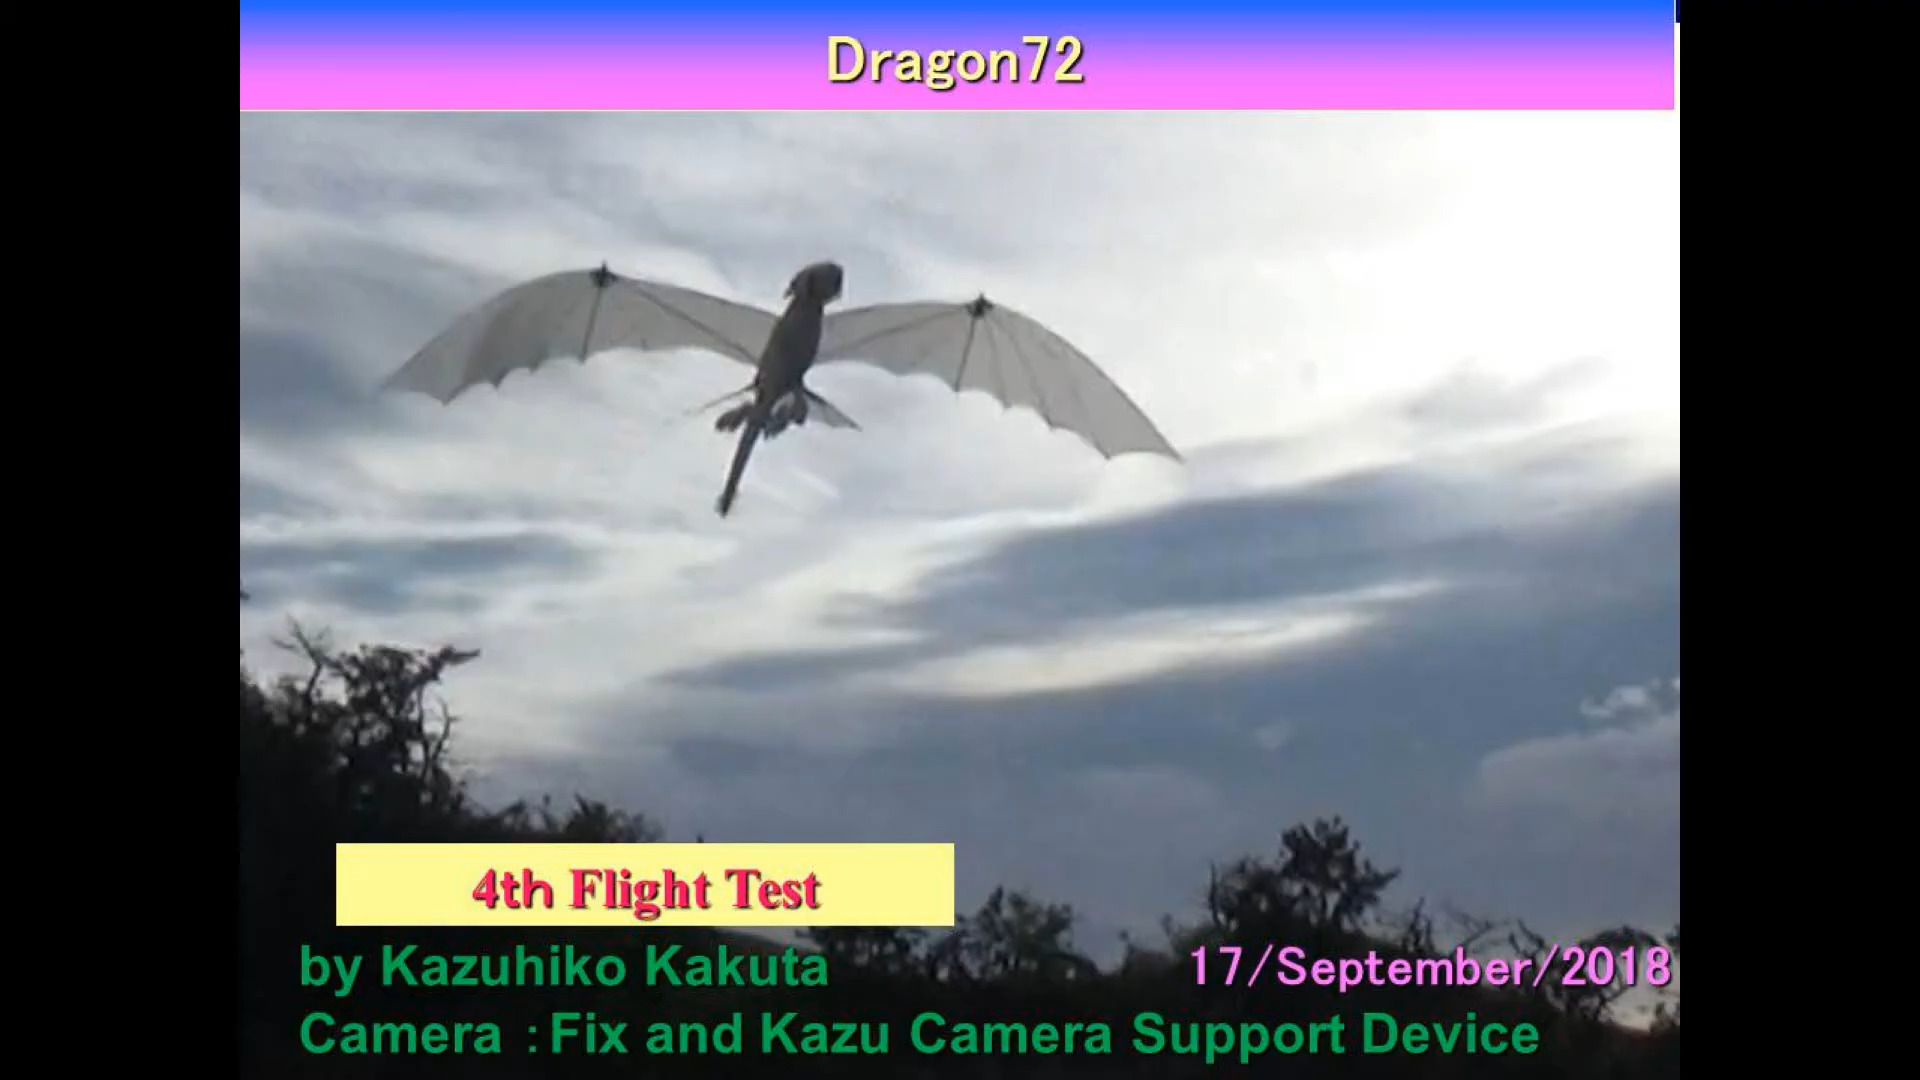 Dragon72
4th Flight Test
by Kazuhiko Kakuta
17/September/2018
Camera :Fix and Kazu Camera Support Device